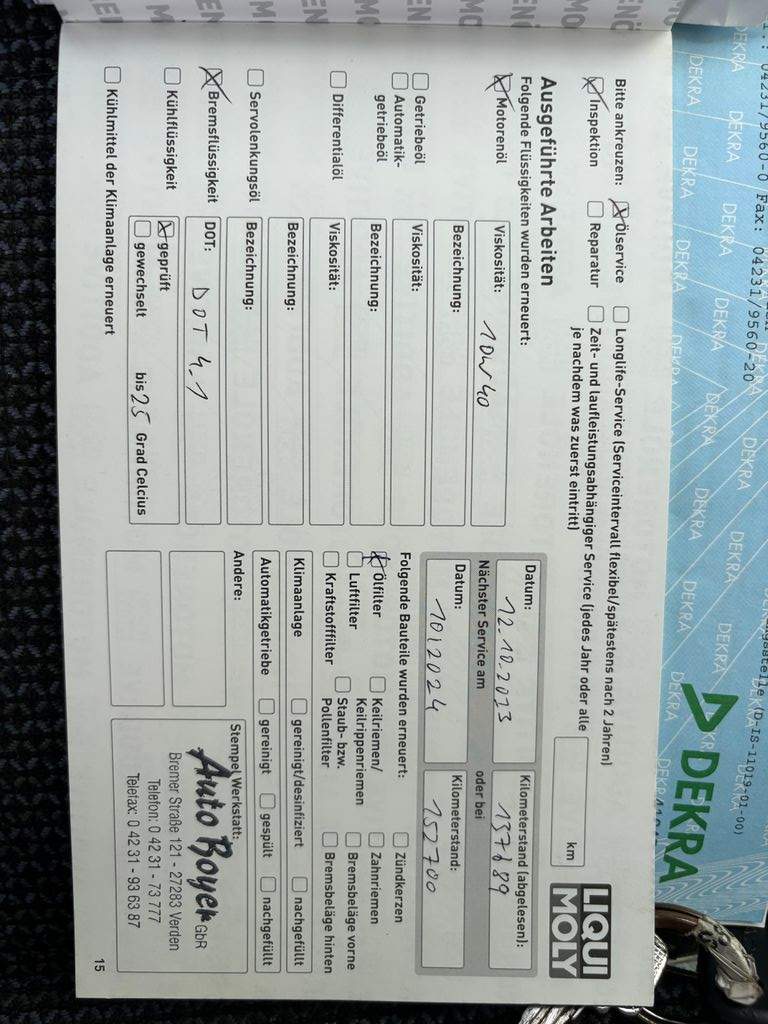 LIQUI
MOLY
Bitte ankreuzen:
Ölservice
Longlife-Service (Serviceintervall flexibel/spätestens nach 2 Jahren)
Inspektion
Reparatur
Zeit- und laufleistungsabhängiger Service (jedes Jahr oder alle
km
je nachdem was zuerst eintritt)
Ausgeführte Arbeiten
Folgende Flüssigkeiten wurden erneuert:
Motorenöl
Viskosität: 10W40
Bezeichnung:
Getriebeöl
Viskosität:
Automatik-
getriebeöl
Bezeichnung:
Differentialöl
Viskosität:
Bezeichnung:
Servolenkungsöl
Bezeichnung:
Bremsflüssigkeit
DOT: DOT 4.1
Kühlflüssigkeit
geprüft
gewechselt
bis 25 Grad Celcius
Kühlmittel der Klimaanlage erneuert
Datum:
Kilometerstand (abgelesen):
137689
Nächster Service am
oder bei
Datum:
10/2024
Kilometerstand:
152700
Folgende Bauteile wurden erneuert:
Ölfilter
Keilriemen/
Keilrippenriemen
Zündkerzen
Zahnriemen
Luftfilter
Staub- bzw.
Pollenfilter
Bremsbeläge vorne
Kraftstofffilter
Bremsbeläge hinten
Klimaanlage
gereinigt/desinfiziert
nachgefüllt
Automatikgetriebe
gereinigt
gespült
nachgefüllt
Andere:
Stempel Werkstatt:
Auto Boyer GbR
Bremer Straße 121 - 27283 Verden
Telefon: 0 42 31 - 73 777
Telefax: 0 42 31 - 93 63 87
15
04231/9560-0 Fax: 04231/9560-20
(D-IS-11019-01-00)
DEKRA